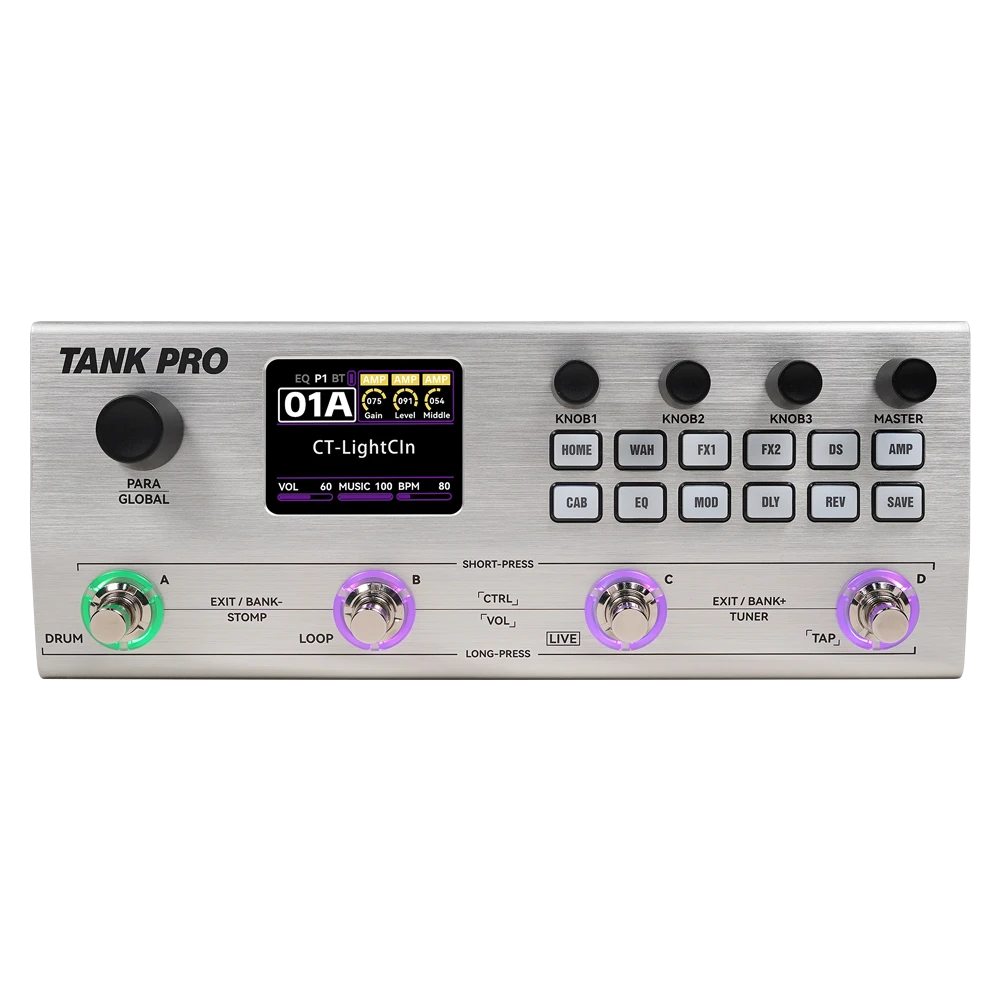 TANK PRO
EQ P1 BT
AMP AMP AMP
01A
075 091 054
Gain Level Middle
CT-LightCln
VOL 60 MUSIC 100 BPM 80
PARA
GLOBAL
KNOB1 KNOB2 KNOB3 MASTER
HOME WAH FX1 FX2 DS AMP
CAB EQ MOD DLY REV SAVE
SHORT-PRESS
A B C D
EXIT / BANK-
STOMP
CTRL
VOL
EXIT / BANK+
TUNER
DRUM LOOP LIVE TAP
LONG-PRESS